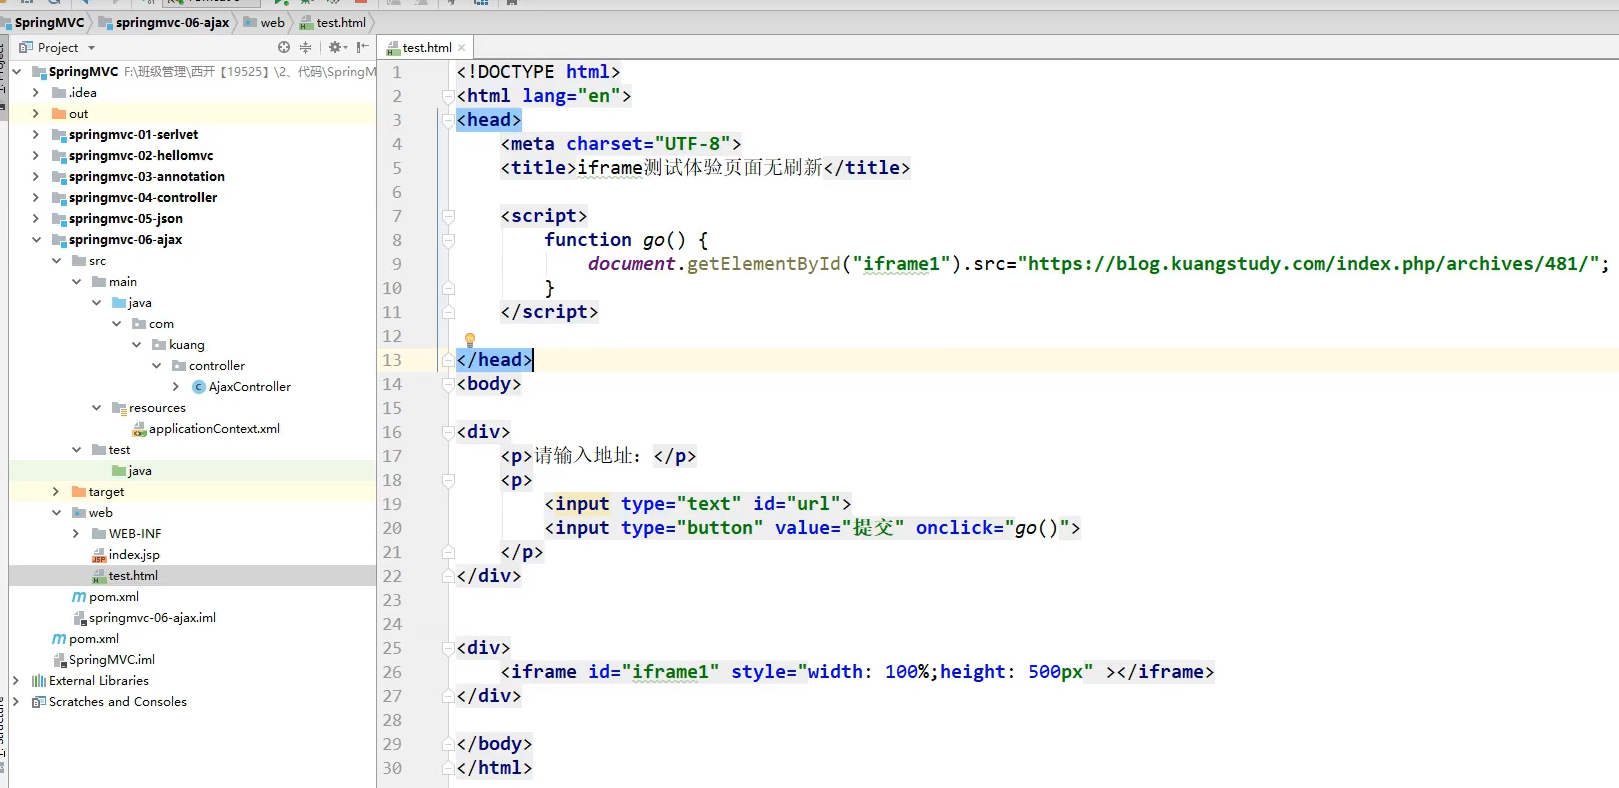 SpringMVC springmvc-06-ajax web test.html
Project
test.html
SpringMVC F:\班级管理\西开【19525】\2、代码\SpringM
.idea
out
springmvc-01-serlvet
springmvc-02-hellomvc
springmvc-03-annotation
springmvc-04-controller
springmvc-05-json
springmvc-06-ajax
src
main
java
com
kuang
controller
AjaxController
resources
applicationContext.xml
test
java
target
web
WEB-INF
index.jsp
test.html
pom.xml
springmvc-06-ajax.iml
pom.xml
SpringMVC.iml
External Libraries
Scratches and Consoles
1 <!DOCTYPE html>
2 <html lang="en">
3 <head>
4 <meta charset="UTF-8">
5 <title>iframe测试体验页面无刷新</title>
6
7 <script>
8 function go() {
9 document.getElementById("iframe1").src="https://blog.kuangstudy.com/index.php/archives/481/";
10 }
11 </script>
12
13 </head>
14 <body>
15
16 <div>
17 <p>请输入地址：</p>
18 <p>
19 <input type="text" id="url">
20 <input type="button" value="提交" onclick="go()">
21 </p>
22 </div>
23
24
25 <div>
26 <iframe id="iframe1" style="width: 100%;height: 500px" ></iframe>
27 </div>
28
29 </body>
30 </html>